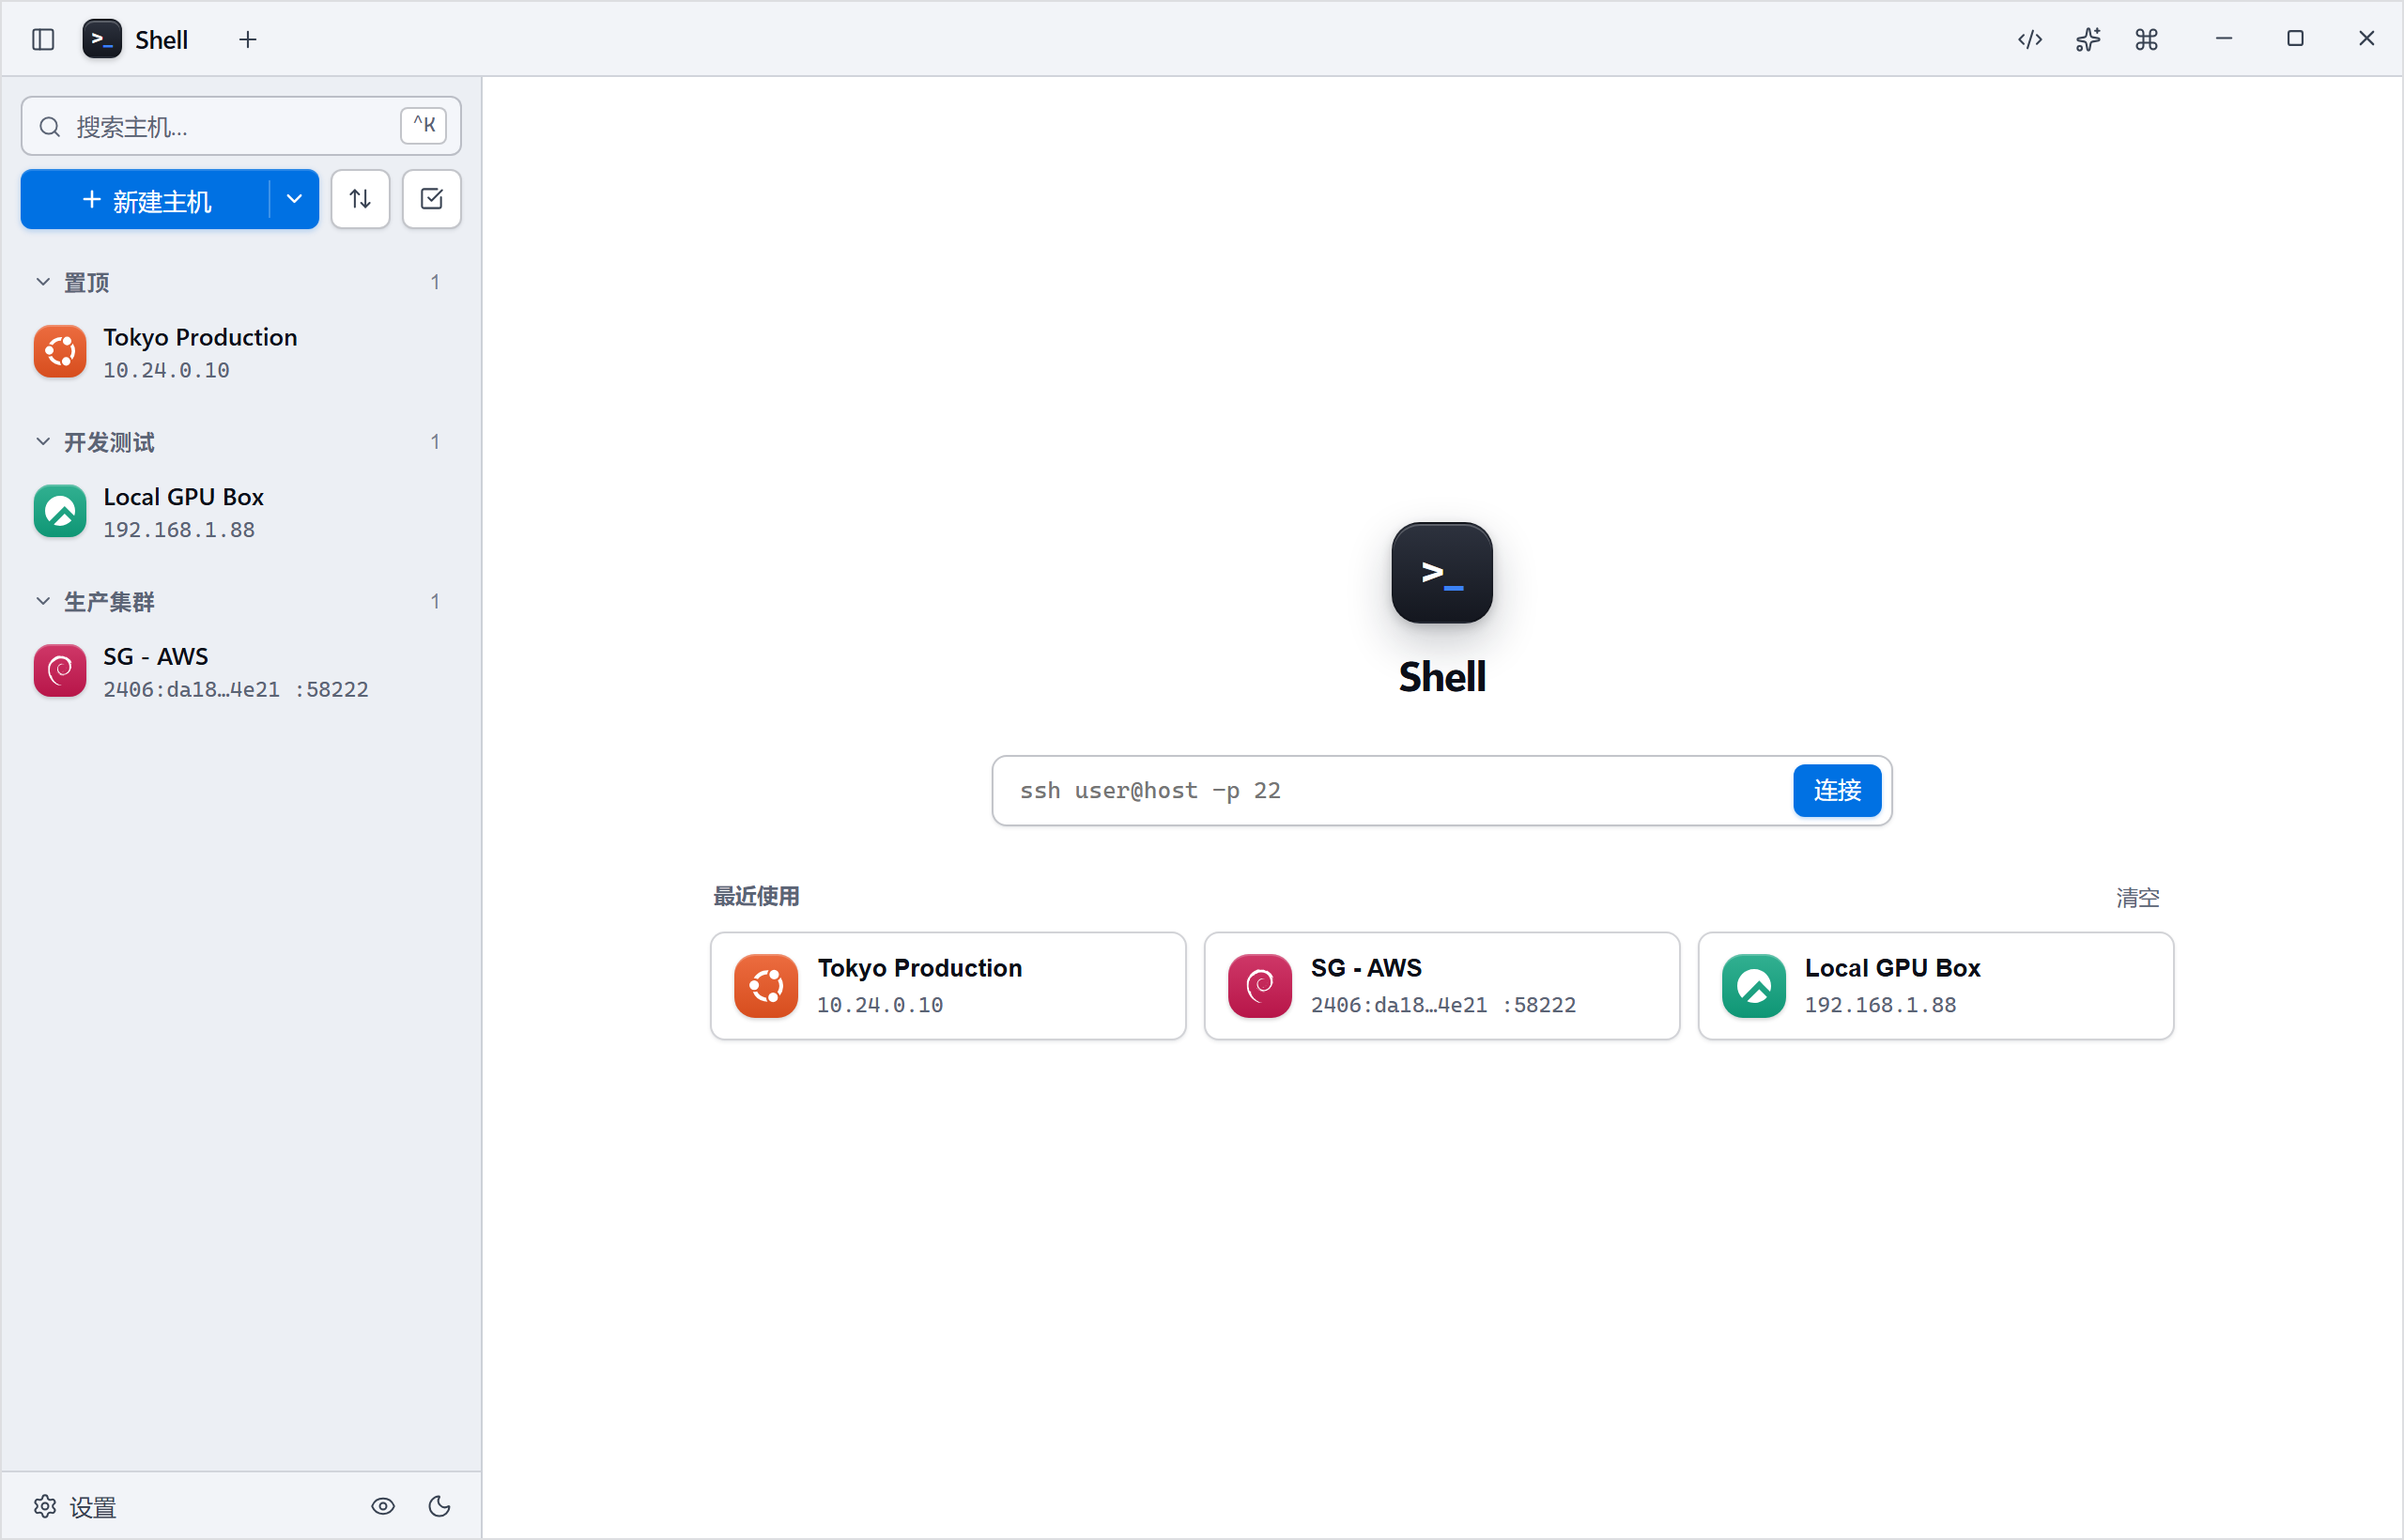 >_ Shell
搜索主机...
^K
新建主机
置顶 1
Tokyo Production
10.24.0.10
开发测试 1
Local GPU Box
192.168.1.88
生产集群 1
SG - AWS
2406:da18…4e21 :58222
设置
>_
Shell
ssh user@host -p 22
连接
最近使用
清空
Tokyo Production
10.24.0.10
SG - AWS
2406:da18…4e21 :58222
Local GPU Box
192.168.1.88